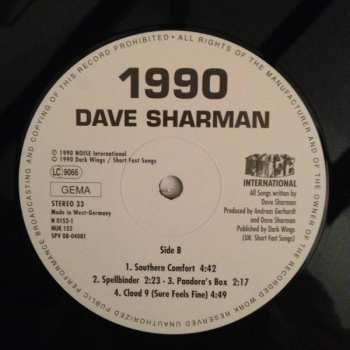 BROADCASTING AND COPYING OF THIS RECORD PROHIBITED! - ALL RIGHTS OF THE MANUFACTURER AND OF THE OWNER OF THE RECORDED WORK RESERVED UNAUTHORIZED PUBLIC PERFORMANCE
1990
DAVE SHARMAN
℗ 1990 NOISE International
© 1990 Dark Wings / Short Fast Songs
LC 9066
GEMA
STEREO 33
Made in West-Germany
N 0152-1
NUK 152
SPV 08-04081
NOISE
INTERNATIONAL
All Songs written by
Dave Sharman
Produced by Andreas Gerhardt
and Dave Sharman
Published by Dark Wings
(UK: Short Fast Songs)
Side B
1. Southern Comfort 4:42
2. Spellbinder 2:23 - 3. Pandora's Box 2:17
4. Cloud 9 (Sure Feels Fine) 4:49